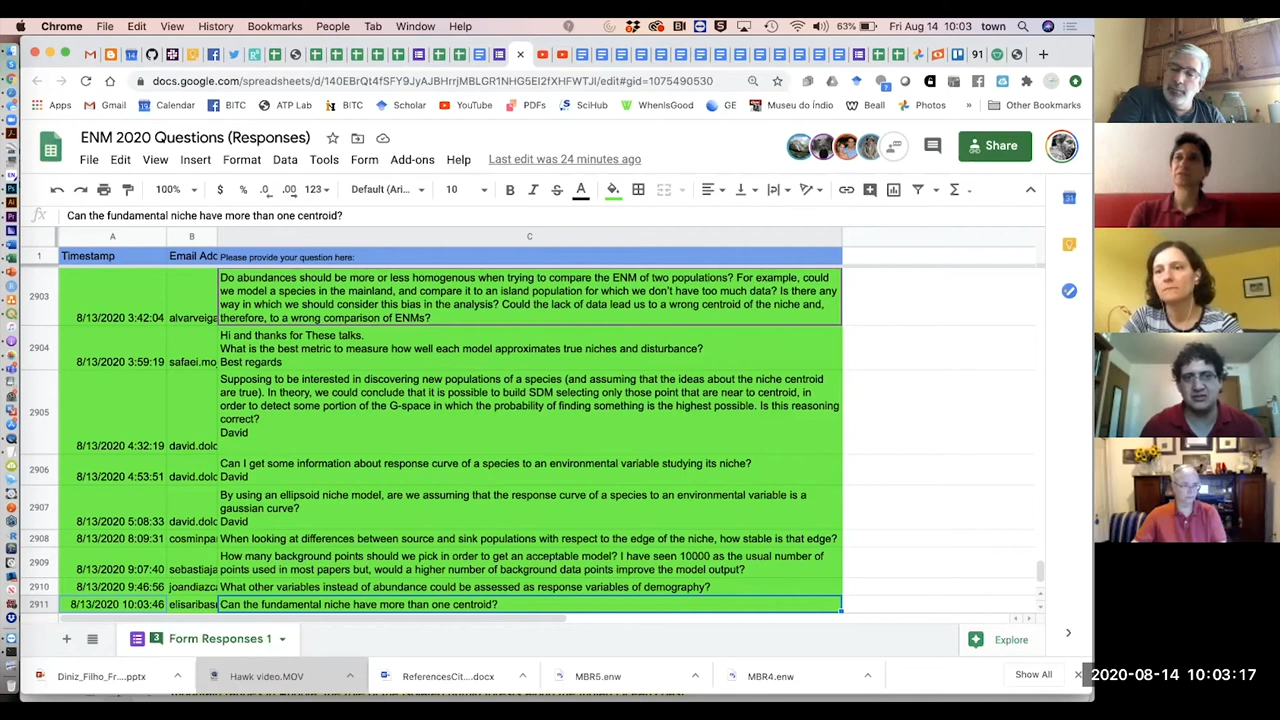 Chrome File Edit View History Bookmarks People Tab Window Help 63% Fri Aug 14 10:03 town
91
docs.google.com/spreadsheets/d/140EBrQt4fSFY9JyAJBHrrjMBLGR1NHG5EI2fXHFWTJI/edit#gid=1075490530
Apps Gmail Calendar BITC ATP Lab BITC Scholar YouTube PDFs SciHub WhenIsGood GE Museu do Índio Beall Photos » Other Bookmarks
ENM 2020 Questions (Responses)
File Edit View Insert Format Data Tools Form Add-ons Help Last edit was 24 minutes ago
Share
100% $ % .0 .00 123 Default (Ari... 10 B I S A
fx Can the fundamental niche have more than one centroid?
A B C
1 Timestamp Email Adc Please provide your question here:
Do abundances should be more or less homogenous when trying to compare the ENM of two populations? For example, could
we model a species in the mainland, and compare it to an island population for which we don't have too much data? Is there any
2903 way in which we should consider this bias in the analysis? Could the lack of data lead us to a wrong centroid of the niche and,
8/13/2020 3:42:04 alvarveiga therefore, to a wrong comparison of ENMs?
Hi and thanks for These talks.
2904 What is the best metric to measure how well each model approximates true niches and disturbance?
8/13/2020 3:59:19 safaei.mo Best regards
Supposing to be interested in discovering new populations of a species (and assuming that the ideas about the niche centroid
are true). In theory, we could conclude that it is possible to build SDM selecting only those point that are near to centroid, in
2905 order to detect some portion of the G-space in which the probability of finding something is the highest possible. Is this reasoning
correct?
David
8/13/2020 4:32:19 david.dolc
2906 Can I get some information about response curve of a species to an environmental variable studying its niche?
8/13/2020 4:53:51 david.dolc David
By using an ellipsoid niche model, are we assuming that the response curve of a species to an environmental variable is a
2907 gaussian curve?
8/13/2020 5:08:33 david.dolc David
2908 8/13/2020 8:09:31 cosminpa When looking at differences between source and sink populations with respect to the edge of the niche, how stable is that edge?
How many background points should we pick in order to get an acceptable model? I have seen 10000 as the usual number of
2909 8/13/2020 9:07:40 sebastiaja points used in most papers but, would a higher number of background data points improve the model output?
2910 8/13/2020 9:46:56 joandiazca What other variables instead of abundance could be assessed as response variables of demography?
2911 8/13/2020 10:03:46 elisaribasi Can the fundamental niche have more than one centroid?
3 Form Responses 1 Explore
Diniz_Filho_Fr....pptx Hawk video.MOV ReferencesCit....docx MBR5.enw MBR4.enw Show All
2020-08-14 10:03:17